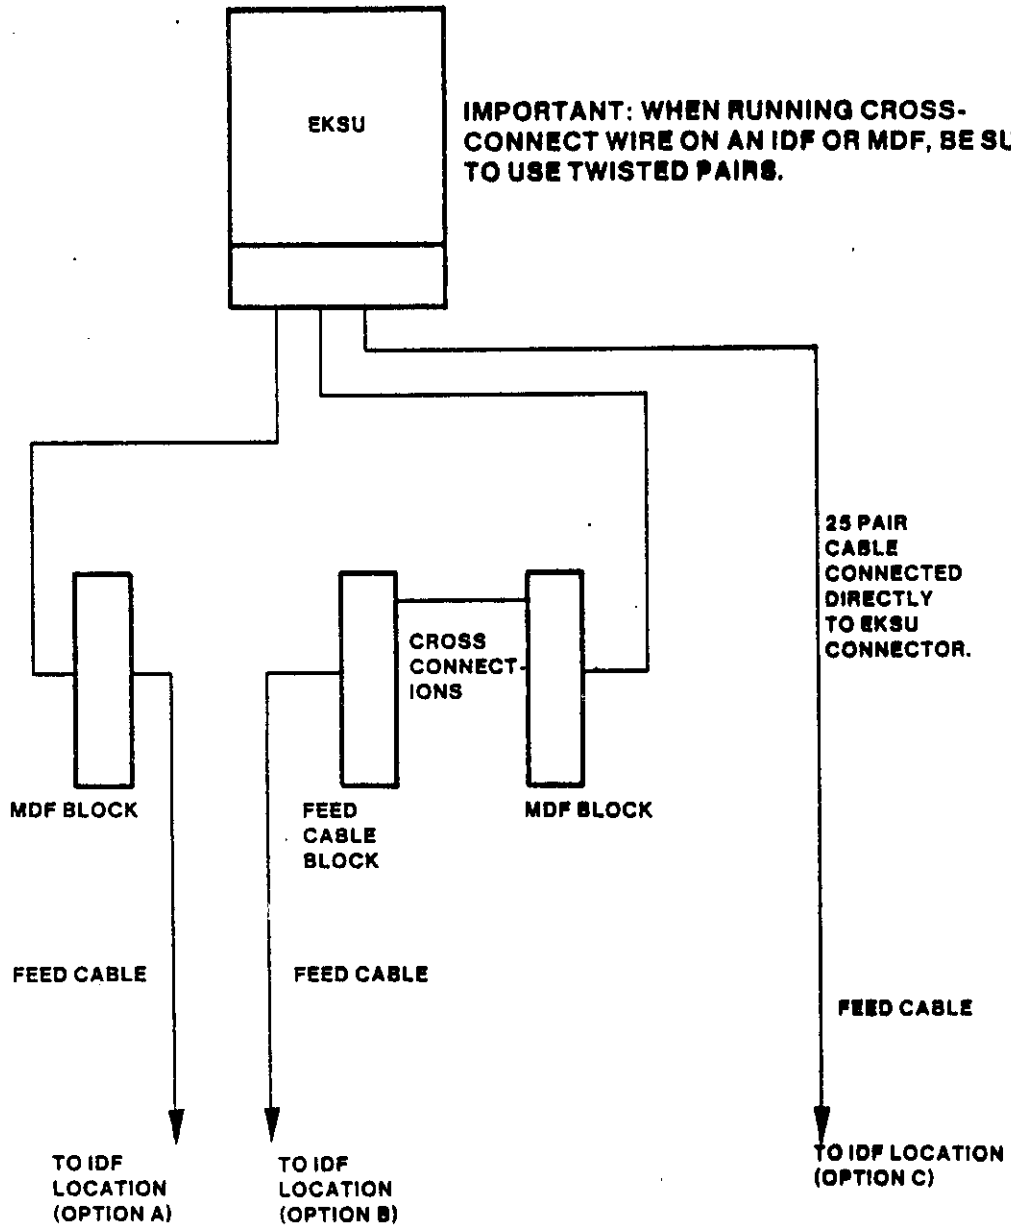 EKSU
IMPORTANT: WHEN RUNNING CROSS-
CONNECT WIRE ON AN IDF OR MDF, BE SU
TO USE TWISTED PAIRS.
25 PAIR
CABLE
CONNECTED
DIRECTLY
TO EKSU
CONNECTOR.
CROSS
CONNECT-
IONS
MDF BLOCK
FEED
CABLE
BLOCK
MDF BLOCK
FEED CABLE
FEED CABLE
FEED CABLE
TO IDF
LOCATION
(OPTION A)
TO IDF
LOCATION
(OPTION B)
TO IDF LOCATION
(OPTION C)